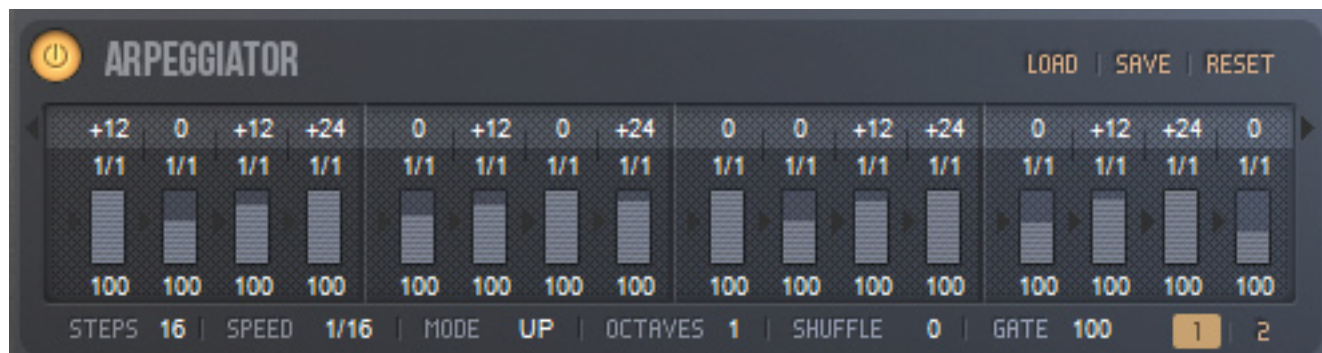 ARPEGGIATOR LOAD | SAVE | RESET
+12 0 +12 +24 0 +12 0 +24 0 0 +12 +24 0 +12 +24 0
1/1 1/1 1/1 1/1 1/1 1/1 1/1 1/1 1/1 1/1 1/1 1/1 1/1 1/1 1/1 1/1
100 100 100 100 100 100 100 100 100 100 100 100 100 100 100 100
STEPS 16 | SPEED 1/16 | MODE UP | OCTAVES 1 | SHUFFLE 0 | GATE 100 1 | 2